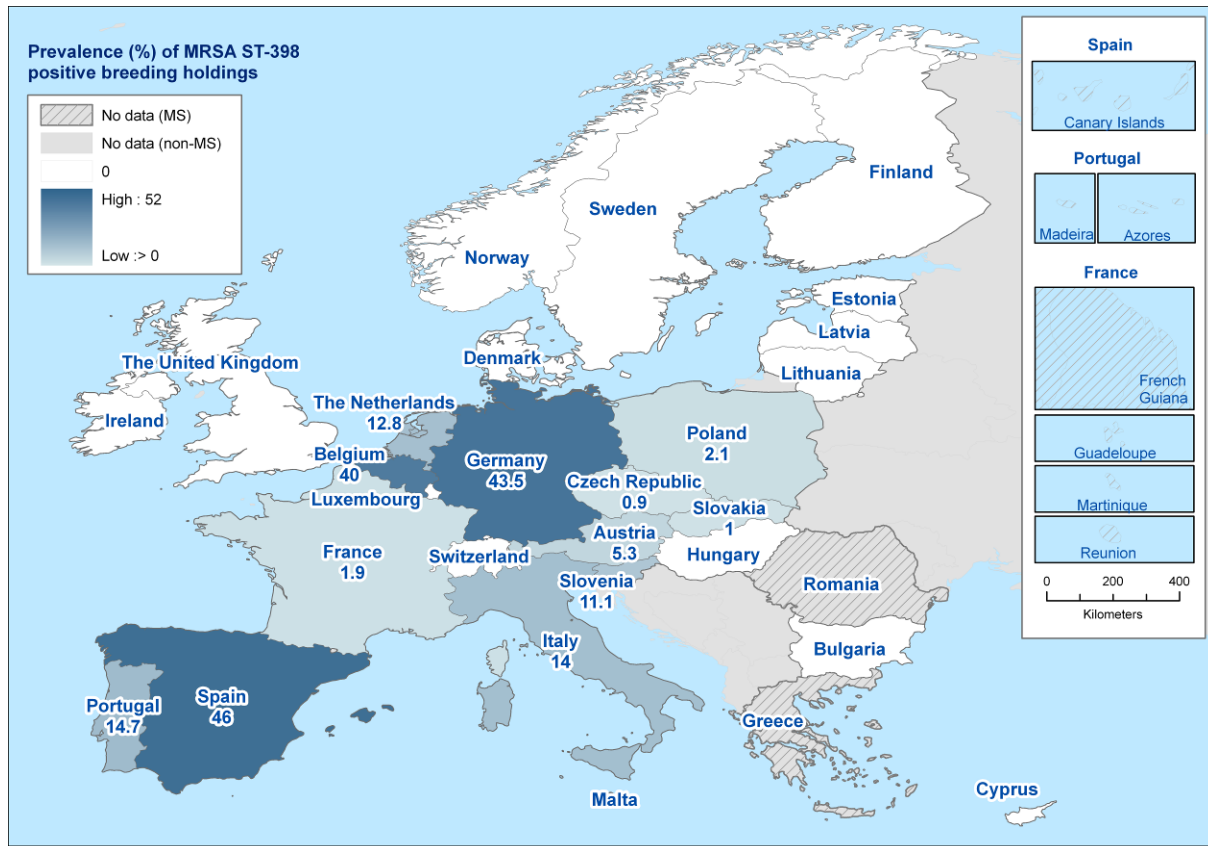 Prevalence (%) of MRSA ST-398
positive breeding holdings
No data (MS)
No data (non-MS)
0
High : 52
Low :> 0
Finland
Sweden
Norway
Estonia
Latvia
Lithuania
Denmark
The United Kingdom
Ireland
The Netherlands
12.8
Belgium
40
Luxembourg
Germany
43.5
Poland
2.1
Czech Republic
0.9
Slovakia
1
Austria
5.3
Hungary
France
1.9
Switzerland
Slovenia
11.1
Romania
Italy
14
Bulgaria
Portugal
14.7
Spain
46
Greece
Malta
Cyprus
Spain
Canary Islands
Portugal
Madeira
Azores
France
French
Guiana
Guadeloupe
Martinique
Reunion
0 200 400
Kilometers